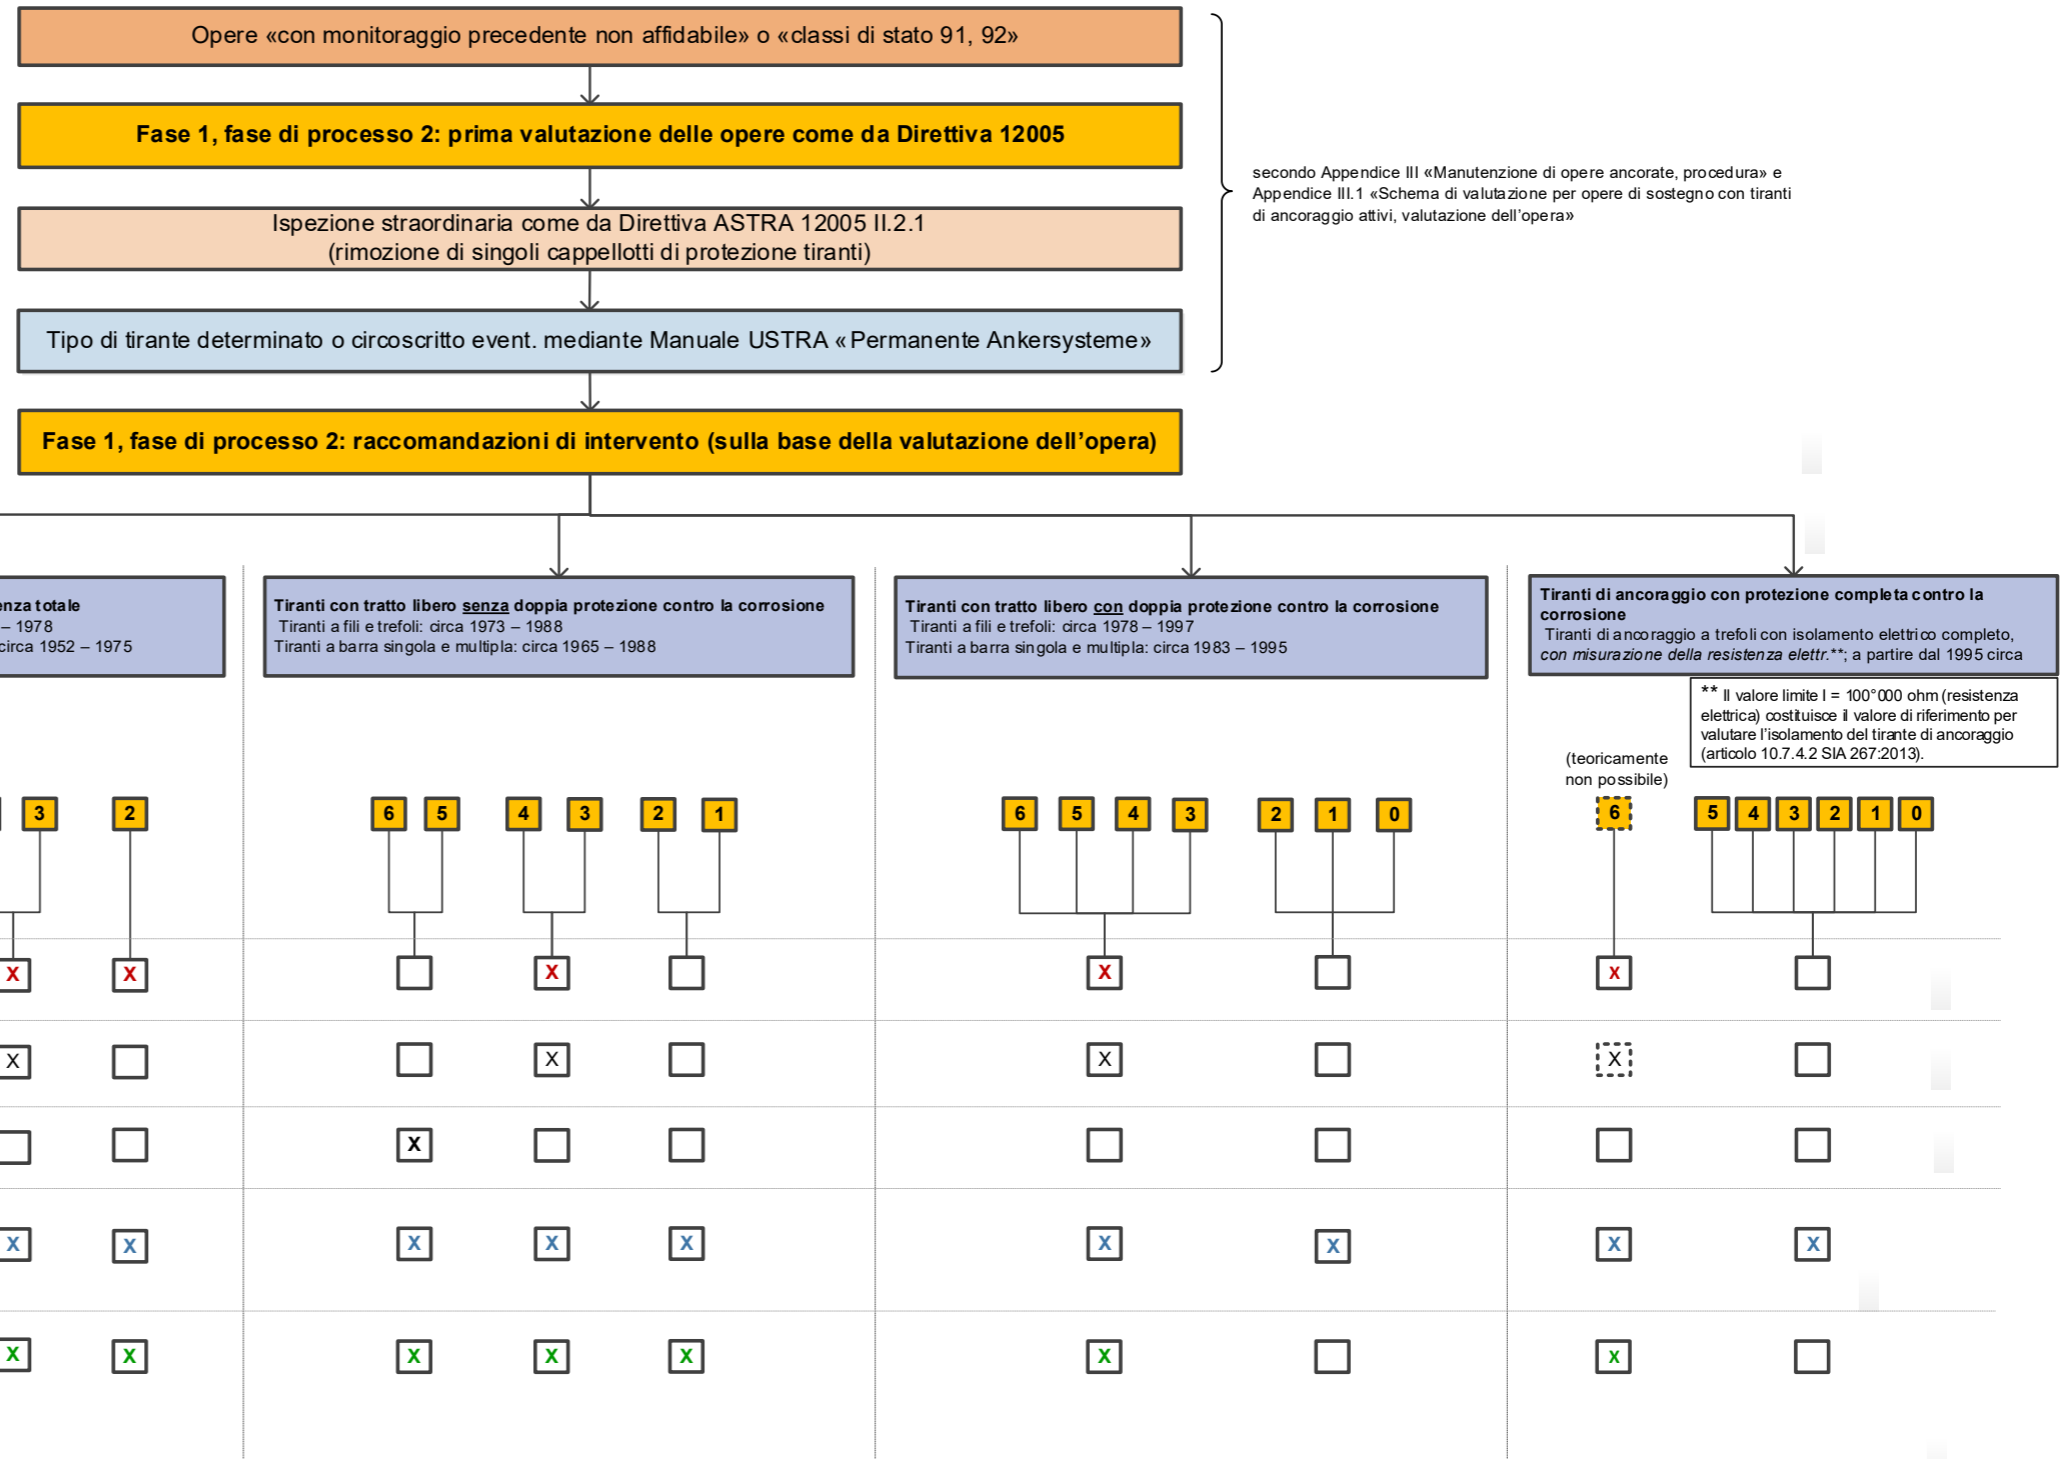 Opere «con monitoraggio precedente non affidabile» o «classi di stato 91, 92»
Fase 1, fase di processo 2: prima valutazione delle opere come da Direttiva 12005
Ispezione straordinaria come da Direttiva ASTRA 12005 II.2.1
(rimozione di singoli cappellotti di protezione tiranti)
Tipo di tirante determinato o circoscritto event. mediante Manuale USTRA «Permanente Ankersysteme»
secondo Appendice III «Manutenzione di opere ancorate, procedura» e
Appendice III.1 «Schema di valutazione per opere di sostegno con tiranti
di ancoraggio attivi, valutazione dell'opera»
Fase 1, fase di processo 2: raccomandazioni di intervento (sulla base della valutazione dell'opera)
enza totale
– 1978
circa 1952 – 1975
Tiranti con tratto libero senza doppia protezione contro la corrosione
Tiranti a fili e trefoli: circa 1973 – 1988
Tiranti a barra singola e multipla: circa 1965 – 1988
Tiranti con tratto libero con doppia protezione contro la corrosione
Tiranti a fili e trefoli: circa 1978 – 1997
Tiranti a barra singola e multipla: circa 1983 – 1995
Tiranti di ancoraggio con protezione completa contro la
corrosione
Tiranti di ancoraggio a trefoli con isolamento elettrico completo,
con misurazione della resistenza elettr.**; a partire dal 1995 circa
** Il valore limite I = 100°000 ohm (resistenza
elettrica) costituisce il valore di riferimento per
valutare l'isolamento del tirante di ancoraggio
(articolo 10.7.4.2 SIA 267:2013).
(teoricamente
non possibile)
3 2 6 5 4 3 2 1 6 5 4 3 2 1 0 6 5 4 3 2 1 0
X X X X X
X X X X
X
X X X X X X X X X
X X X X X X X